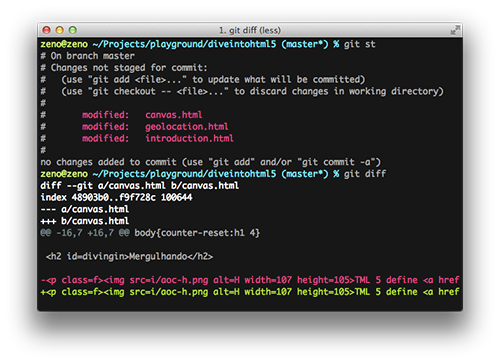 1. git diff (less)
zeno@zeno ~/Projects/playground/diveintohtml5 (master*) % git st
# On branch master
# Changes not staged for commit:
#   (use "git add <file>..." to update what will be committed)
#   (use "git checkout -- <file>..." to discard changes in working directory)
#
#       modified:   canvas.html
#       modified:   geolocation.html
#       modified:   introduction.html
#
no changes added to commit (use "git add" and/or "git commit -a")
zeno@zeno ~/Projects/playground/diveintohtml5 (master*) % git diff
diff --git a/canvas.html b/canvas.html
index 48903b0..f9f728c 100644
--- a/canvas.html
+++ b/canvas.html
@@ -16,7 +16,7 @@ body{counter-reset:h1 4}
<h2 id=divingin>Mergulhando</h2>
-<p class=f><img src=i/aoc-h.png alt=H width=107 height=105>TML 5 define <a href
+<p class=f><img src=i/aoc-h.png alt=H width=107 height=105>TML 5 define <a href